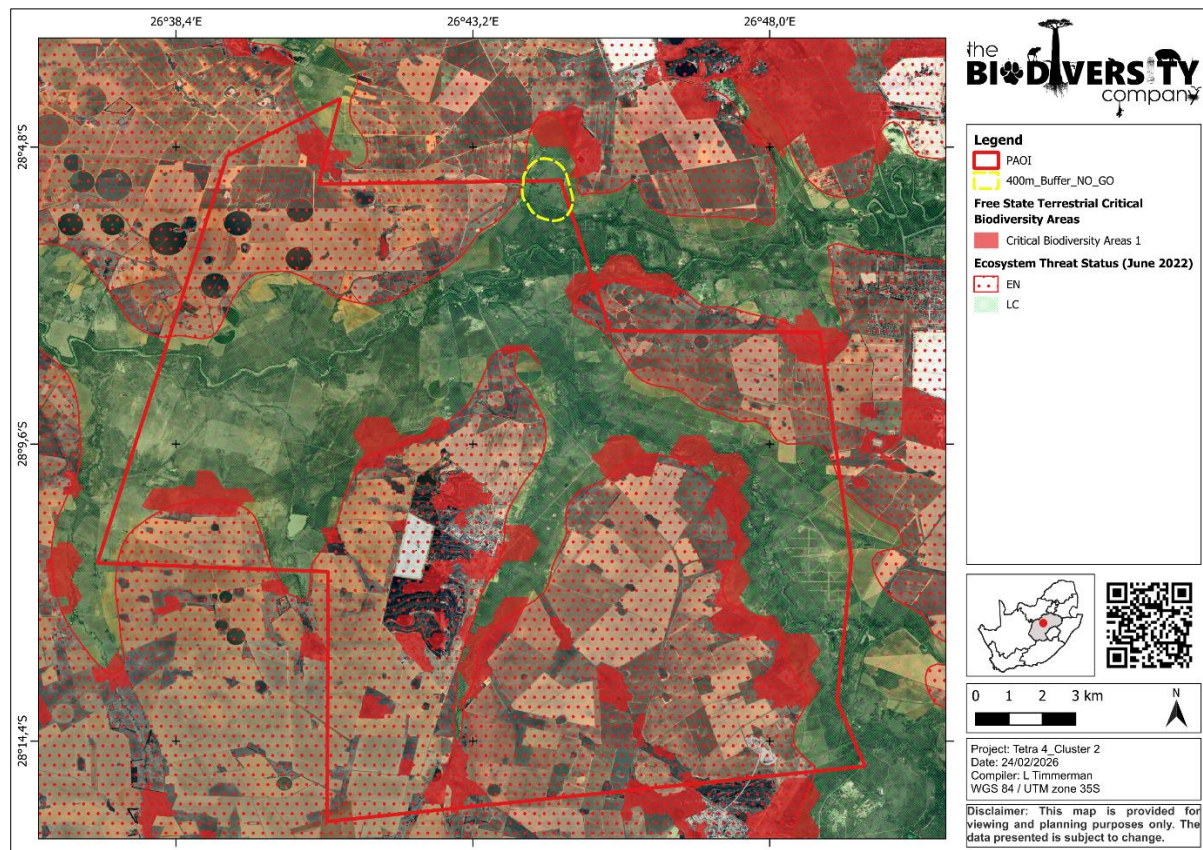 26°38,4'E 26°43,2'E 26°48,0'E
28°4,8'S
28°9,6'S
28°14,4'S
the
BIODIVERSITY
company
Legend
PAOI
400m_Buffer_NO_GO
Free State Terrestrial Critical
Biodiversity Areas
Critical Biodiversity Areas 1
Ecosystem Threat Status (June 2022)
EN
LC
0 1 2 3 km
N
Project: Tetra 4_Cluster 2
Date: 24/02/2026
Compiler: L Timmerman
WGS 84 / UTM zone 35S
Disclaimer: This map is provided for
viewing and planning purposes only. The
data presented is subject to change.